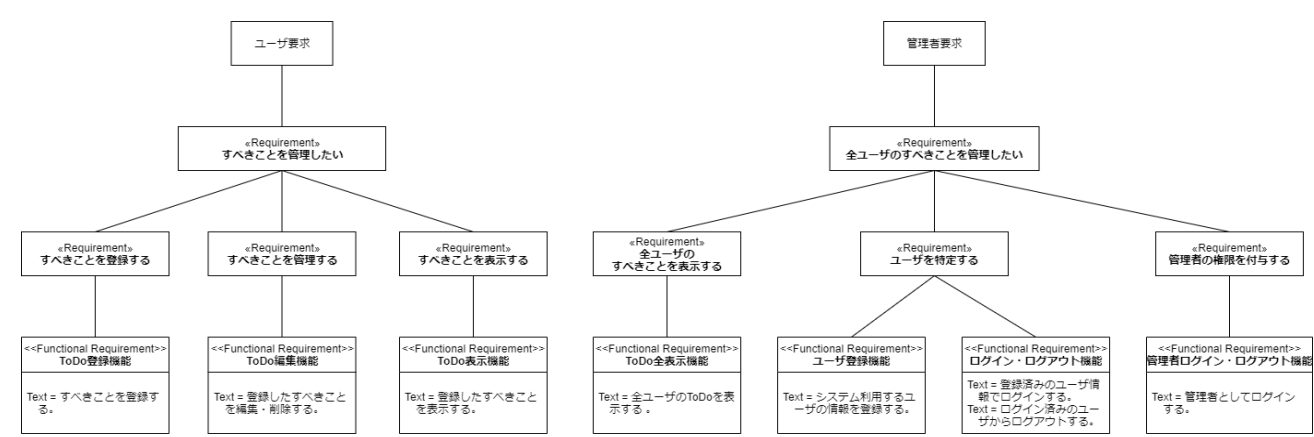 ユーザ要求
管理者要求
«Requirement»
すべきことを管理したい
«Requirement»
全ユーザのすべきことを管理したい
«Requirement»
すべきことを登録する
«Requirement»
すべきことを管理する
«Requirement»
すべきことを表示する
«Requirement»
全ユーザの
すべきことを表示する
«Requirement»
ユーザを特定する
«Requirement»
管理者の権限を付与する
<<Functional Requirement>>
ToDo登録機能
Text = すべきことを登録す
る。
<<Functional Requirement>>
ToDo編集機能
Text = 登録したすべきこと
を編集・削除する。
<<Functional Requirement>>
ToDo表示機能
Text = 登録したすべきこと
を表示する。
<<Functional Requirement>>
ToDo全表示機能
Text = 全ユーザのToDoを表
示する 。
<<Functional Requirement>>
ユーザ登録機能
Text = システム利用するユ
ーザの情報を登録する。
<<Functional Requirement>>
ログイン・ログアウト機能
Text = 登録済みのユーザ情
報でログインする。
Text = ログイン済みのユー
ザからログアウトする。
<<Functional Requirement>>
管理者ログイン・ログアウト機能
Text = 管理者としてログイン
する。